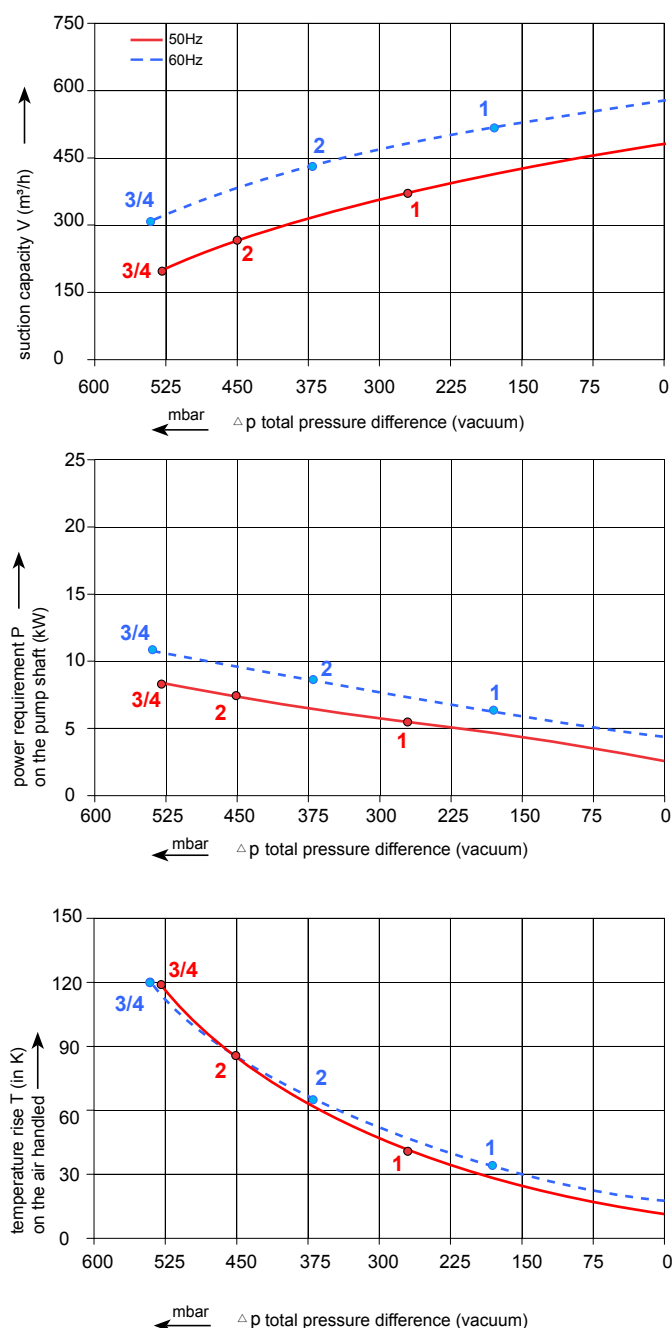 750
600
450
300
150
0
suction capacity V (m³/h)
50Hz
60Hz
3/4
2
1
3/4
2
1
600 525 450 375 300 225 150 75 0
mbar
△p total pressure difference (vacuum)
25
20
15
10
5
0
power requirement P
on the pump shaft (kW)
3/4
2
1
3/4
2
1
600 525 450 375 300 225 150 75 0
mbar
△p total pressure difference (vacuum)
150
120
90
60
30
0
temperature rise T (in K)
on the air handled
3/4
3/4
2
2
1
1
600 525 450 375 300 225 150 75 0
mbar
△p total pressure difference (vacuum)